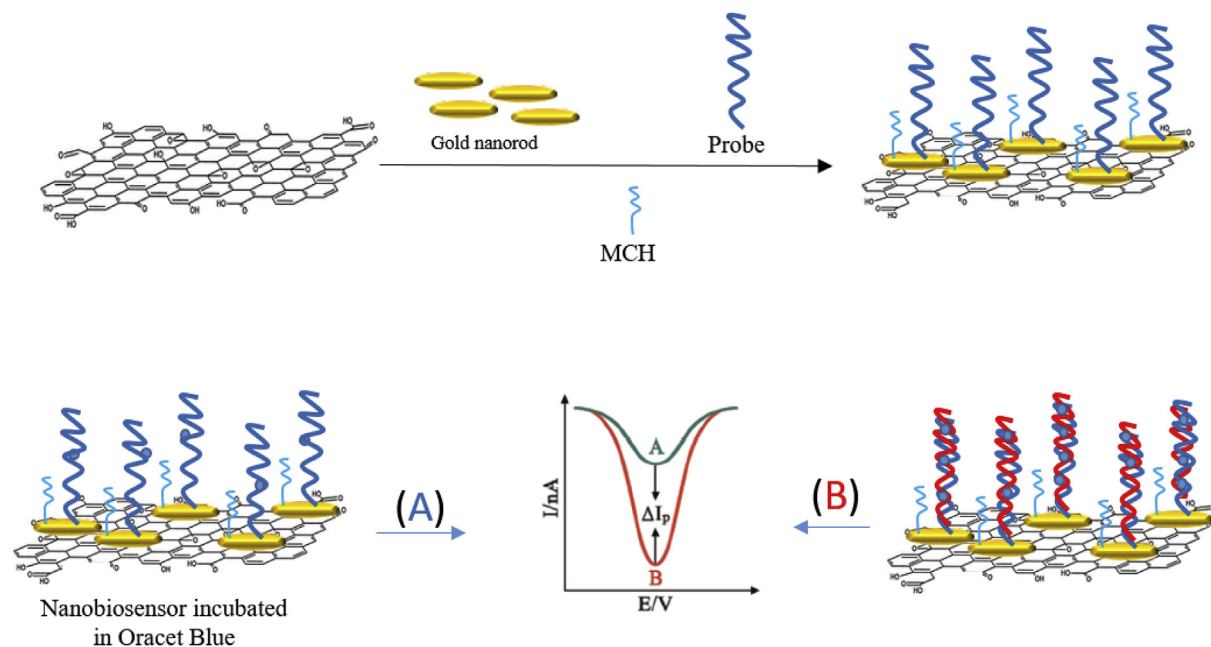 Gold nanorod
Probe
MCH
(A)
(B)
A
ΔIp
B
I/nA
E/V
Nanobiosensor incubated
in Oracet Blue